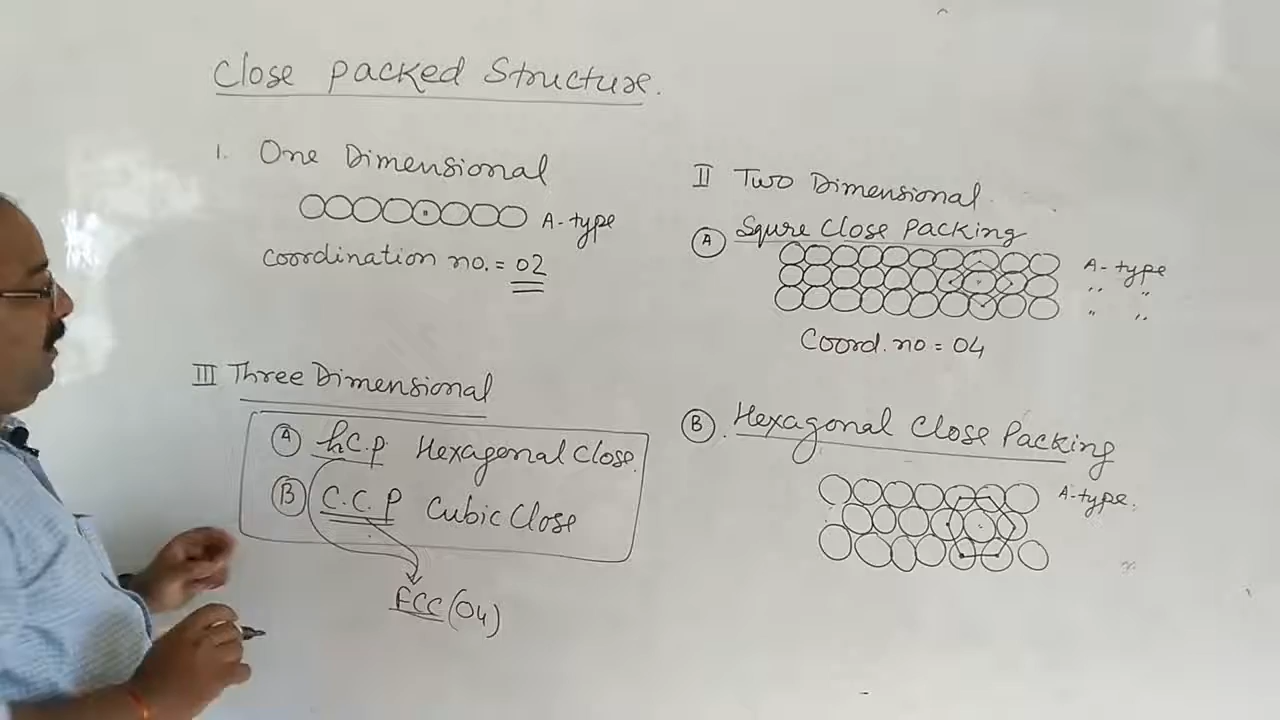 Close Packed Structure.
1. One Dimensional
A-type
Coordination no. = 02
II Two Dimensional
A Squre Close Packing
A-type
" "
" "
Coord. no = 04
B. Hexagonal Close Packing
A-type.
III Three Dimensional
A h.C.p Hexagonal Close.
B C.C.P Cubic Close
FCC (04)